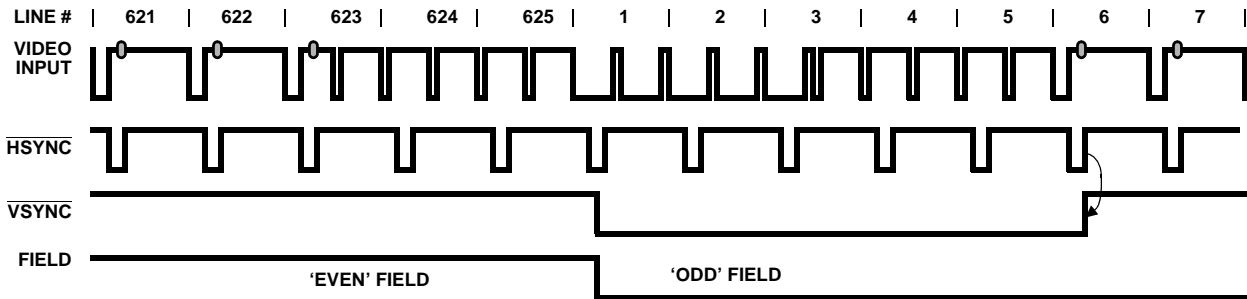 LINE # | 621 | 622 | 623 | 624 | 625 | 1 | 2 | 3 | 4 | 5 | 6 | 7 |
VIDEO
INPUT
HSYNC
VSYNC
FIELD
‘EVEN’ FIELD
‘ODD’ FIELD